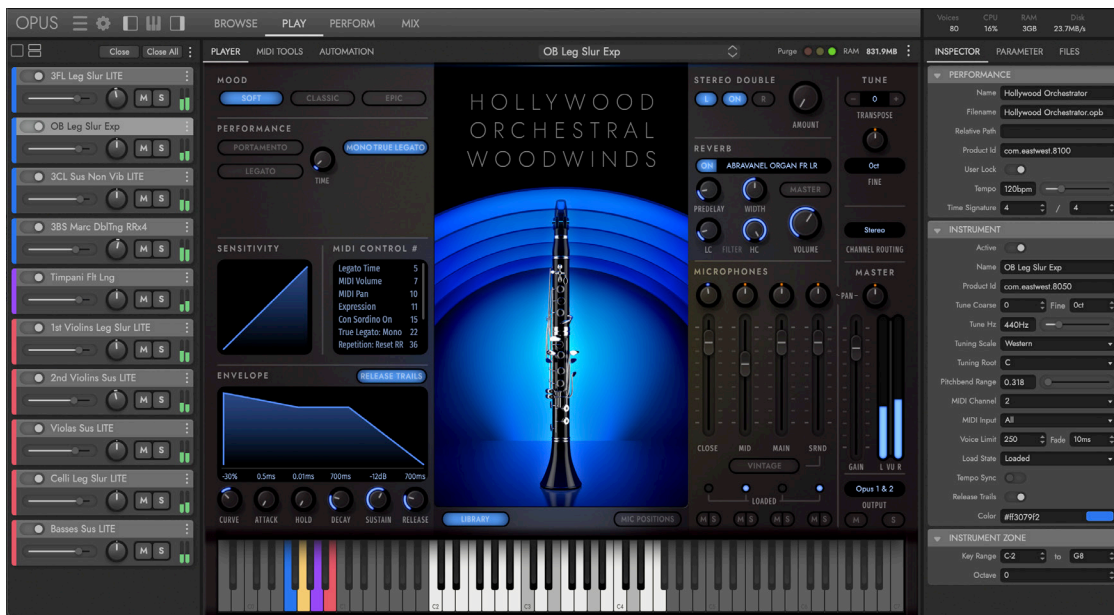 OPUS
BROWSE PLAY PERFORM MIX
Voices CPU RAM Disk
80 16% 3GB 23.7MB/s
Close Close All
PLAYER MIDI TOOLS AUTOMATION
OB Leg Slur Exp
Purge RAM 831.9MB
INSPECTOR PARAMETER FILES
3FL Leg Slur LITE
M S
OB Leg Slur Exp
M S
3CL Sus Non Vib LITE
M S
3BS Marc DblTng RRx4
M S
Timpani Flt Lng
M S
1st Violins Leg Slur LITE
M S
2nd Violins Sus LITE
M S
Violas Sus LITE
M S
Celli Leg Slur LITE
M S
Basses Sus LITE
M S
MOOD
SOFT CLASSIC EPIC
PERFORMANCE
PORTAMENTO
LEGATO
TIME
MONO TRUE LEGATO
SENSITIVITY
MIDI CONTROL #
Legato Time 5
MIDI Volume 7
MIDI Pan 10
Expression 11
Con Sordino On 15
True Legato: Mono 22
Repetition: Reset RR 36
ENVELOPE
RELEASE TRAILS
-30% 0.5ms 0.01ms 700ms -12dB 700ms
CURVE ATTACK HOLD DECAY SUSTAIN RELEASE
HOLLYWOOD
ORCHESTRAL
WOODWINDS
LIBRARY
MIC POSITIONS
STEREO DOUBLE
L ON R
AMOUNT
REVERB
ON ABRAVANEL ORGAN FR LR
PREDELAY WIDTH
MASTER
LC FILTER HC
VOLUME
MICROPHONES
CLOSE MID MAIN SRND
VINTAGE
LOADED
M S M S M S M S
TUNE
- 0 +
TRANSPOSE
0ct
FINE
Stereo
CHANNEL ROUTING
MASTER
-PAN-
GAIN L VU R
Opus 1 & 2
OUTPUT
M S
C2 C3 C4
PERFORMANCE
Name Hollywood Orchestrator
Filename Hollywood Orchestrator.opb
Relative Path
Product Id com.eastwest.8100
User Lock
Tempo 120bpm
Time Signature 4 / 4
INSTRUMENT
Active
Name OB Leg Slur Exp
Product Id com.eastwest.8050
Tune Coarse 0 Fine 0ct
Tune Hz 440Hz
Tuning Scale Western
Tuning Root C
Pitchbend Range 0.318
MIDI Channel 2
MIDI Input All
Voice Limit 250 Fade 10ms
Load State Loaded
Tempo Sync
Release Trails
Color #ff3079f2
INSTRUMENT ZONE
Key Range C-2 to G8
Octave 0